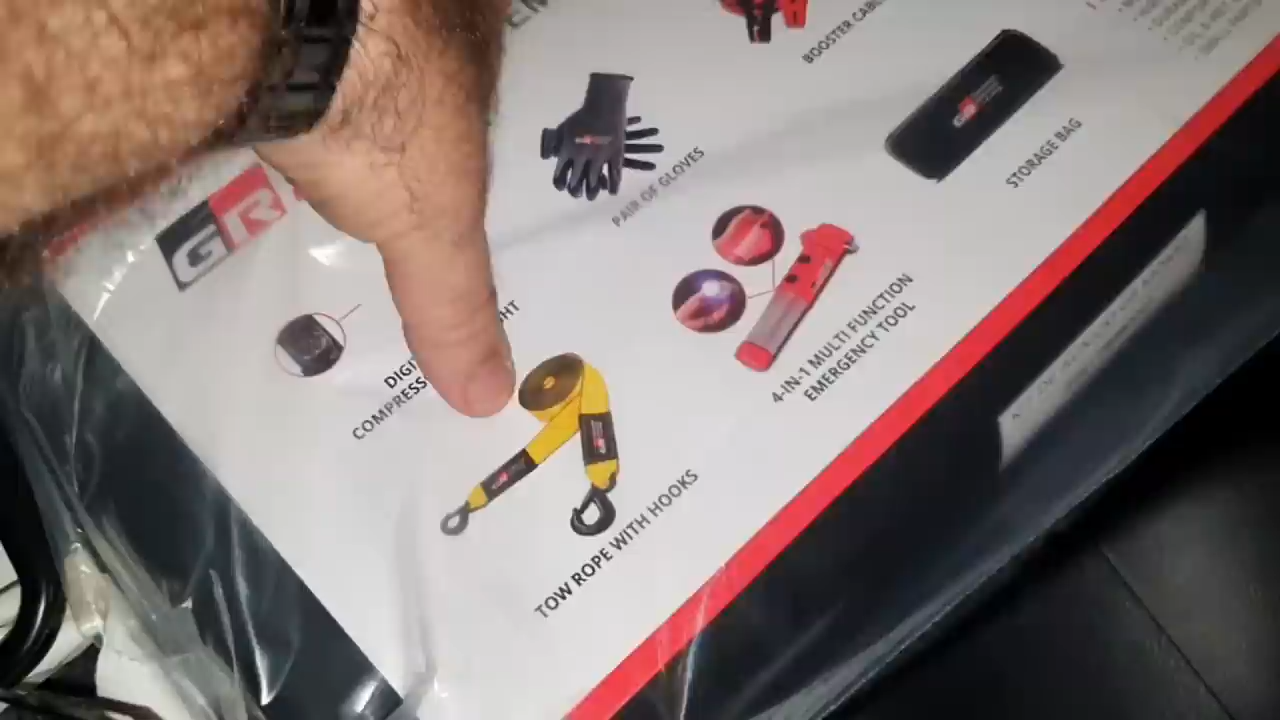 BOOSTER CABL
GR
PAIR OF GLOVES
STORAGE BAG
DIGI
HT
COMPRESS
4-IN-1 MULTI FUNCTION
EMERGENCY TOOL
TOW ROPE WITH HOOKS